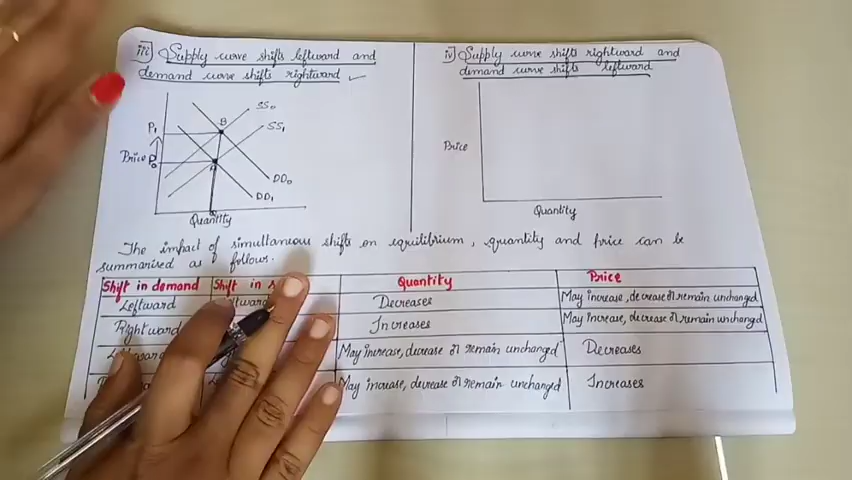 iii] Supply curve shifts leftward and
demand curve shifts rightward
SS0
SS1
B
P1
Price P0
DD0
DD1
Quantity
iv] Supply curve shifts rightward and
demand curve shifts leftward
Price
Quantity
The impact of simultaneous shifts on equilibrium, quantity and price can be
summarised as follows.
Shift in demand Shift in Quantity Price
Leftward Leftward Decreases May increase, decrease or remain unchanged
Rightward Increases May increase, decrease or remain unchanged
May increase, decrease or remain unchanged Decreases
May increase, decrease or remain unchanged Increases